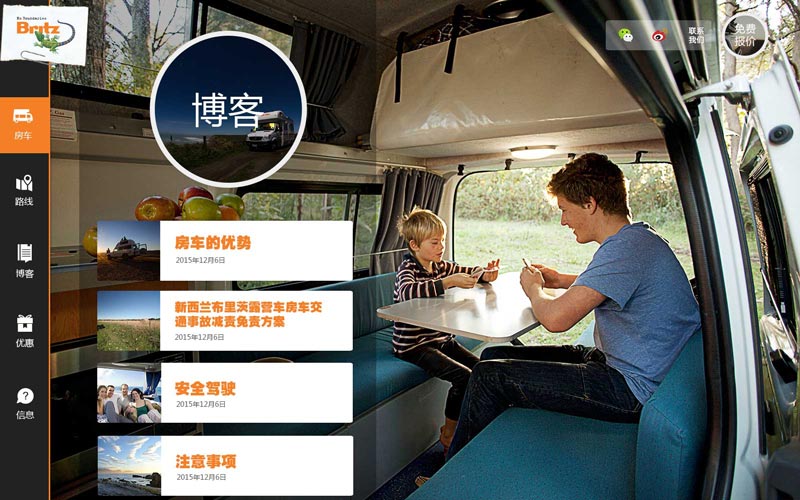 No Boundaries
Britz
房车
路线
博客
优惠
信息
博客
联系
我们
免费
报价
房车的优势
2015年12月6日
新西兰布里茨露营车房车交
通事故减责免责方案
2015年12月6日
安全驾驶
2015年12月6日
注意事项
2015年12月6日